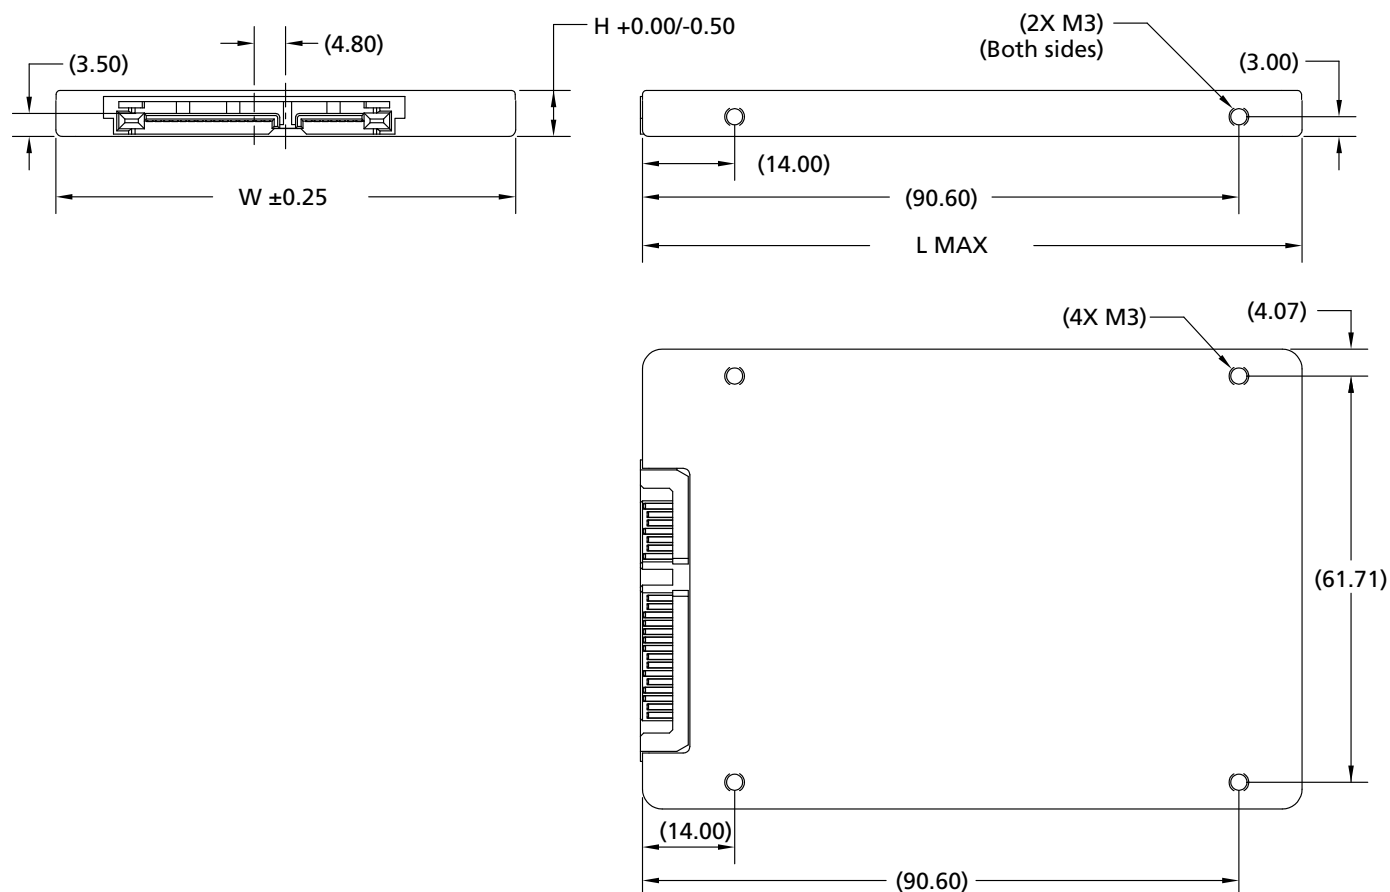 H +0.00/-0.50
(4.80)
(3.50)
W ±0.25
(2X M3)
(Both sides)
(3.00)
(14.00)
(90.60)
L MAX
(4X M3)
(4.07)
(61.71)
(14.00)
(90.60)